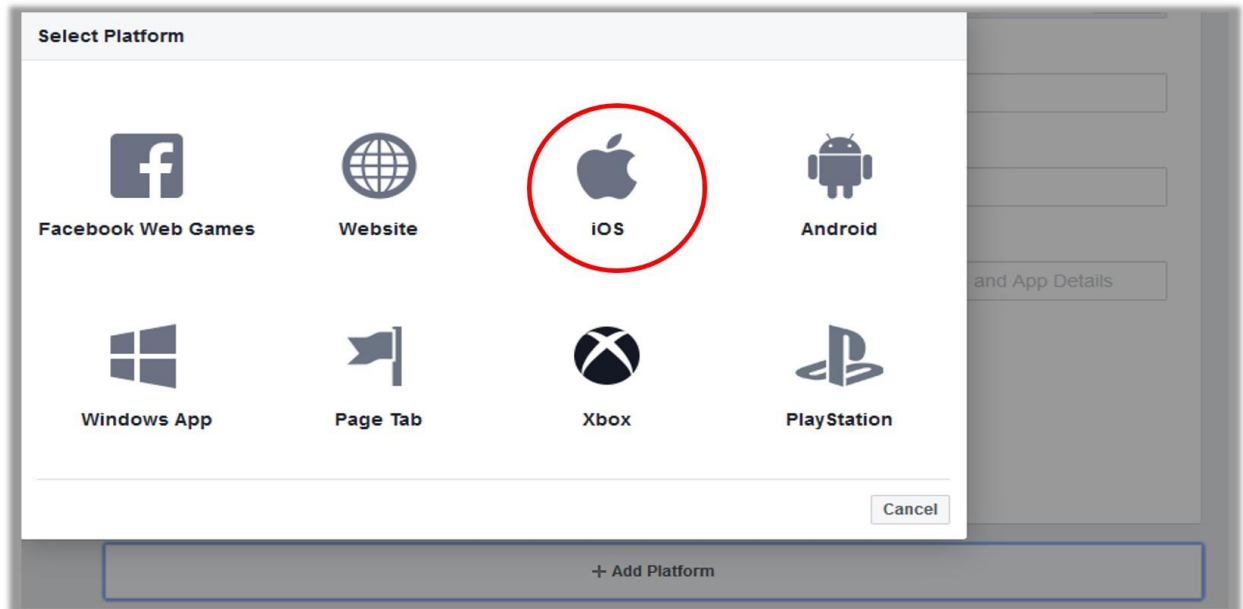 Select Platform
Facebook Web Games
Website
iOS
Android
and App Details
Windows App
Page Tab
Xbox
PlayStation
Cancel
+ Add Platform